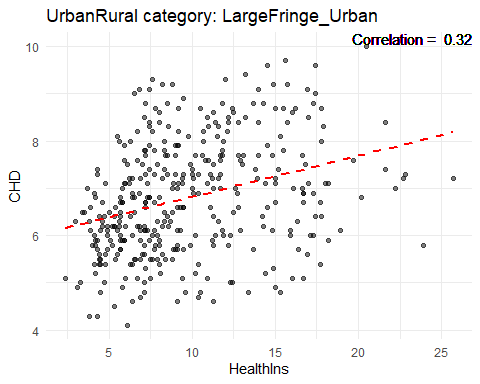 UrbanRural category: LargeFringe_Urban
Correlation = 0.32
10
8
6
4
CHD
5
10
15
20
25
HealthIns